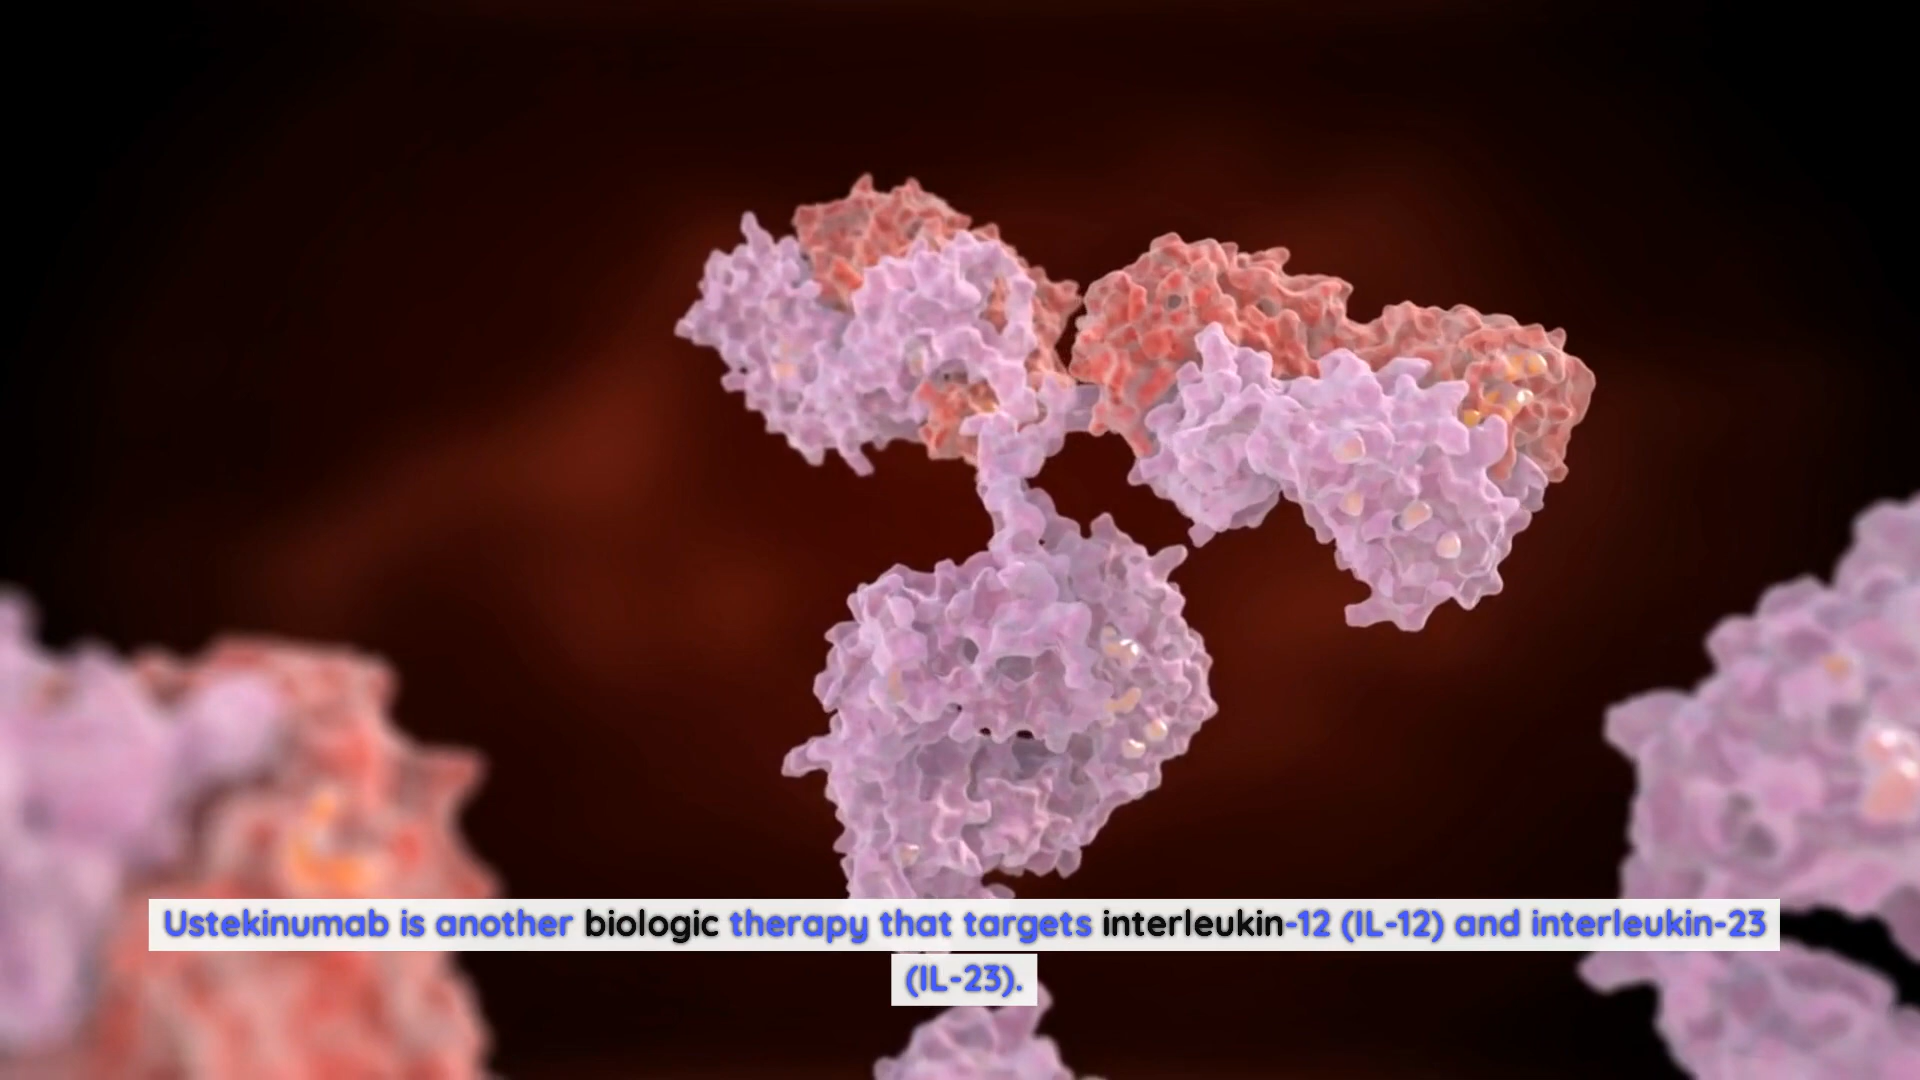 Ustekinumab is another biologic therapy that targets interleukin-12 (IL-12) and interleukin-23
(IL-23).